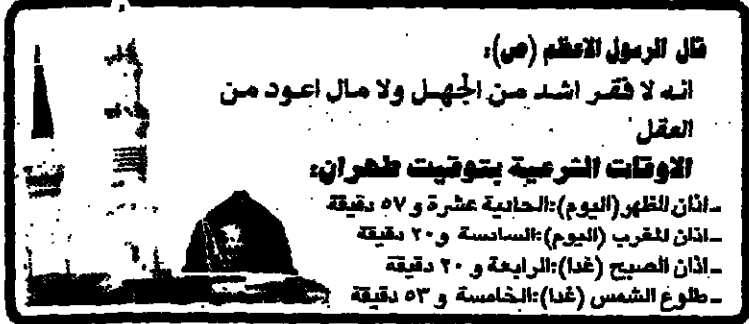 قال الرسول الاعظم (ص):
انه لا فقر اشد من الجهل ولا مال اعود من
العقل
الاوقات الشرعية بتوقيت طهران:
ـ اذان الظهر (اليوم): الحادية عشرة و ٥٧ دقيقة
ـ اذان المغرب (اليوم): السادسة و ٢٠ دقيقة
ـ اذان الصبح (غدا): الرابعة و ٢٠ دقيقة
ـ طلوع الشمس (غدا): الخامسة و ٥٣ دقيقة